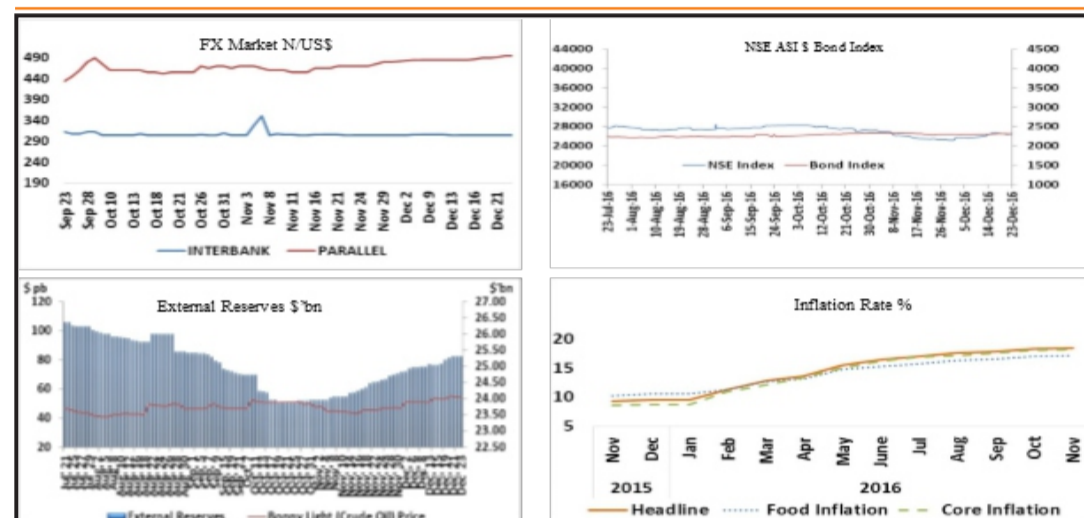 FX Market N/US$
490
440
390
340
290
240
190
Sep 23
Sep 28
Oct 10
Oct 13
Oct 18
Oct 21
Oct 26
Oct 31
Nov 3
Nov 8
Nov 11
Nov 16
Nov 21
Nov 24
Nov 29
Dec 2
Dec 9
Dec 13
Dec 16
Dec 21
INTERBANK PARALLEL
NSE ASI $ Bond Index
44000 4500
40000 4000
36000 3500
32000 3000
28000 2500
24000 2000
20000 1500
16000 1000
NSE Index Bond Index
23-Jul-16
1-Aug-16
10-Aug-16
19-Aug-16
28-Aug-16
6-Sep-16
15-Sep-16
24-Sep-16
3-Oct-16
12-Oct-16
21-Oct-16
30-Oct-16
8-Nov-16
17-Nov-16
26-Nov-16
5-Dec-16
14-Dec-16
23-Dec-16
$ pb $'bn
External Reserves $'bn
120
100
80
60
40
20
27.00
26.50
26.00
25.50
25.00
24.50
24.00
23.50
23.00
22.50
External Reserves Bonny Light (Crude Oil) Price
Inflation Rate %
20
15
10
5
Nov Dec Jan Feb Mar Apr May June Jul Aug Sep Oct Nov
2015 2016
Headline Food Inflation Core Inflation